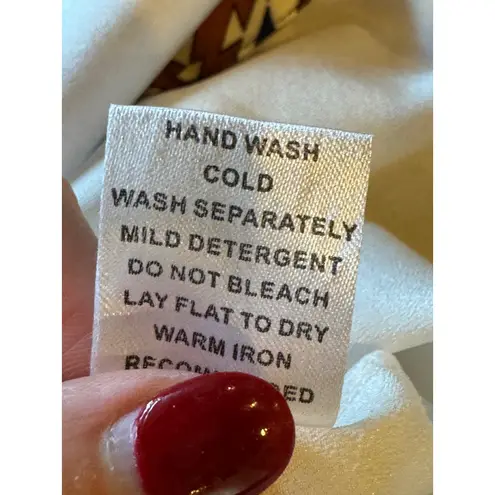 HAND WASH
COLD
WASH SEPARATELY
MILD DETERGENT
DO NOT BLEACH
LAY FLAT TO DRY
WARM IRON